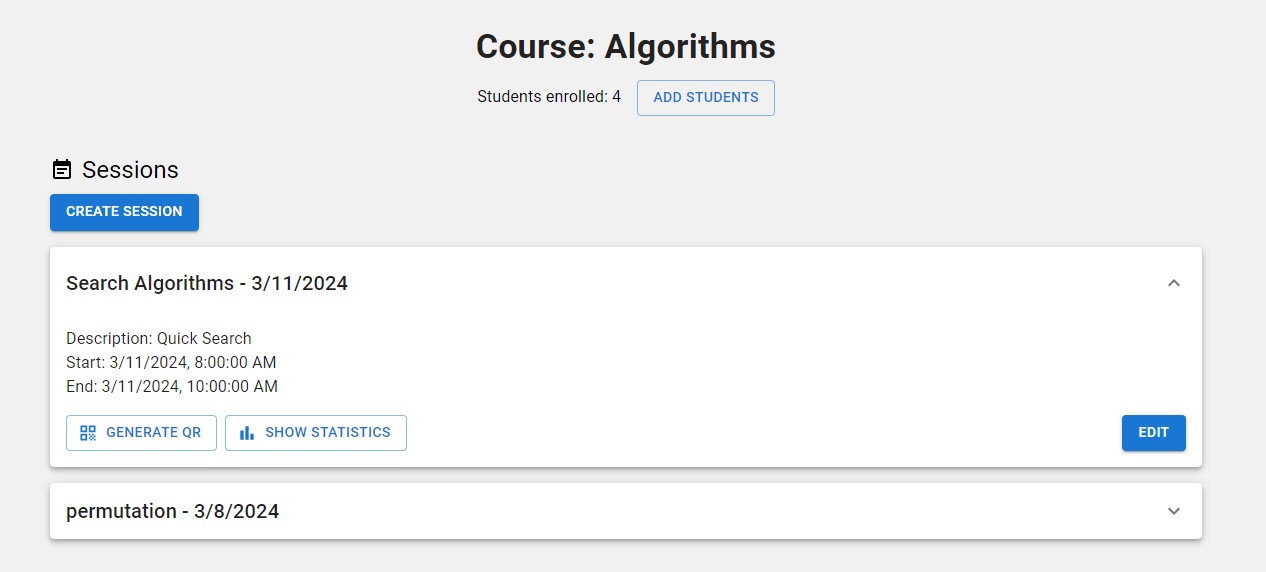 Course: Algorithms
Students enrolled: 4 ADD STUDENTS
Sessions
CREATE SESSION
Search Algorithms - 3/11/2024
Description: Quick Search
Start: 3/11/2024, 8:00:00 AM
End: 3/11/2024, 10:00:00 AM
GENERATE QR SHOW STATISTICS EDIT
permutation - 3/8/2024